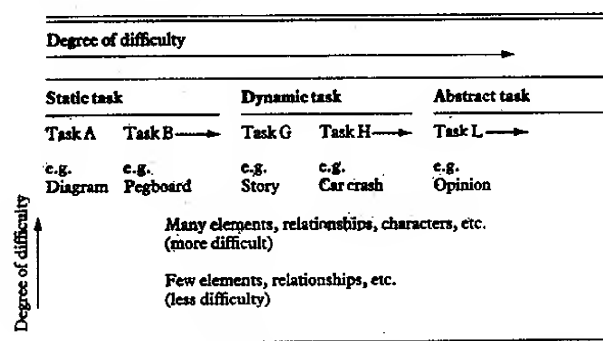 Degree of difficulty
Static task Dynamic task Abstract task
Task A Task B Task G Task H Task L
e.g. e.g. e.g. e.g. e.g.
Diagram Pegboard Story Car crash Opinion
Degree of difficulty
Many elements, relationships, characters, etc.
(more difficult)
Few elements, relationships, etc.
(less difficulty)